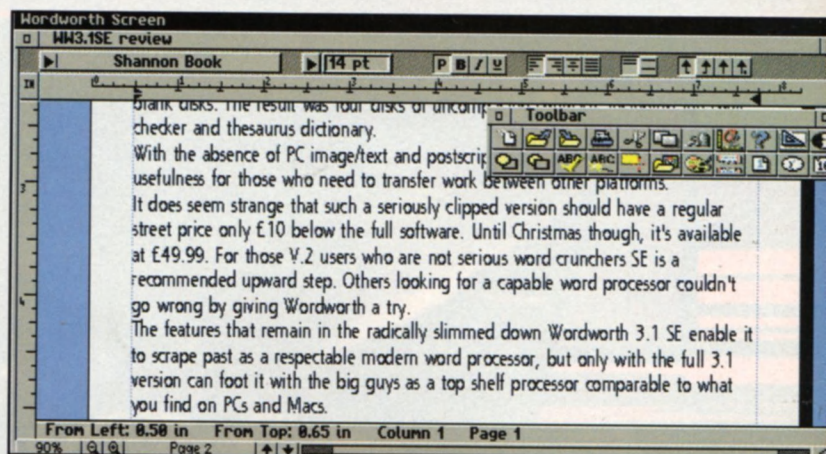 Wordworth Screen
WW3.1SE review
Shannon Book 14 pt P B I U
Toolbar
blank disks. The result was four disks of
checker and thesaurus dictionary.
With the absence of PC image/text and
usefulness for those who need to transfer work between other platforms.
It does seem strange that such a seriously clipped version should have a regular
street price only £10 below the full software. Until Christmas though, it's available
at £49.99. For those V.2 users who are not serious word crunchers SE is a
recommended upward step. Others looking for a capable word processor couldn't
go wrong by giving Wordworth a try.
The features that remain in the radically slimmed down Wordworth 3.1 SE enable it
to scrape past as a respectable modern word processor, but only with the full 3.1
version can foot it with the big guys as a top shelf processor comparable to what
you find on PCs and Macs.
From Left: 0.50 in From Top: 0.65 in Column 1 Page 1
90% Page 2